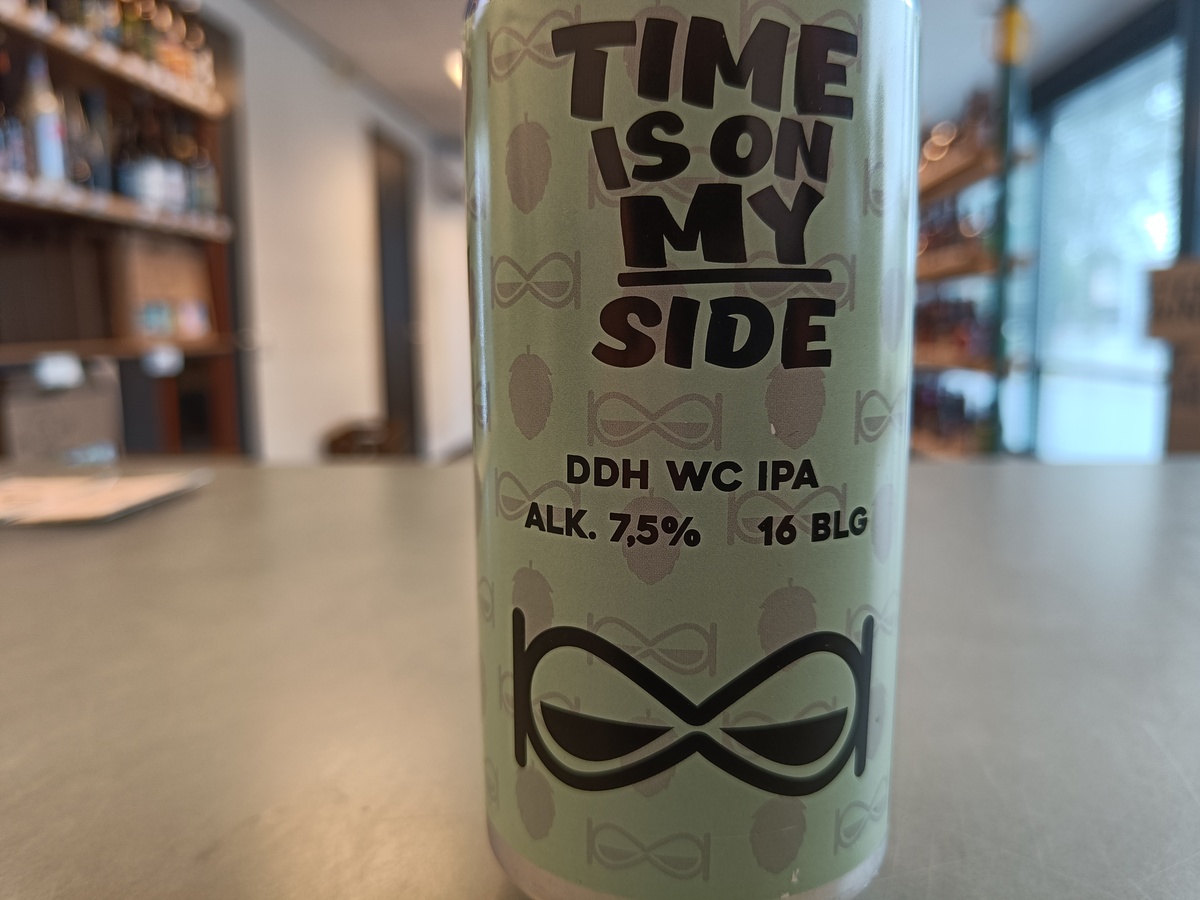 TIME
IS ON
MY
SIDE
DDH WC IPA
ALK. 7,5% 16 BLG